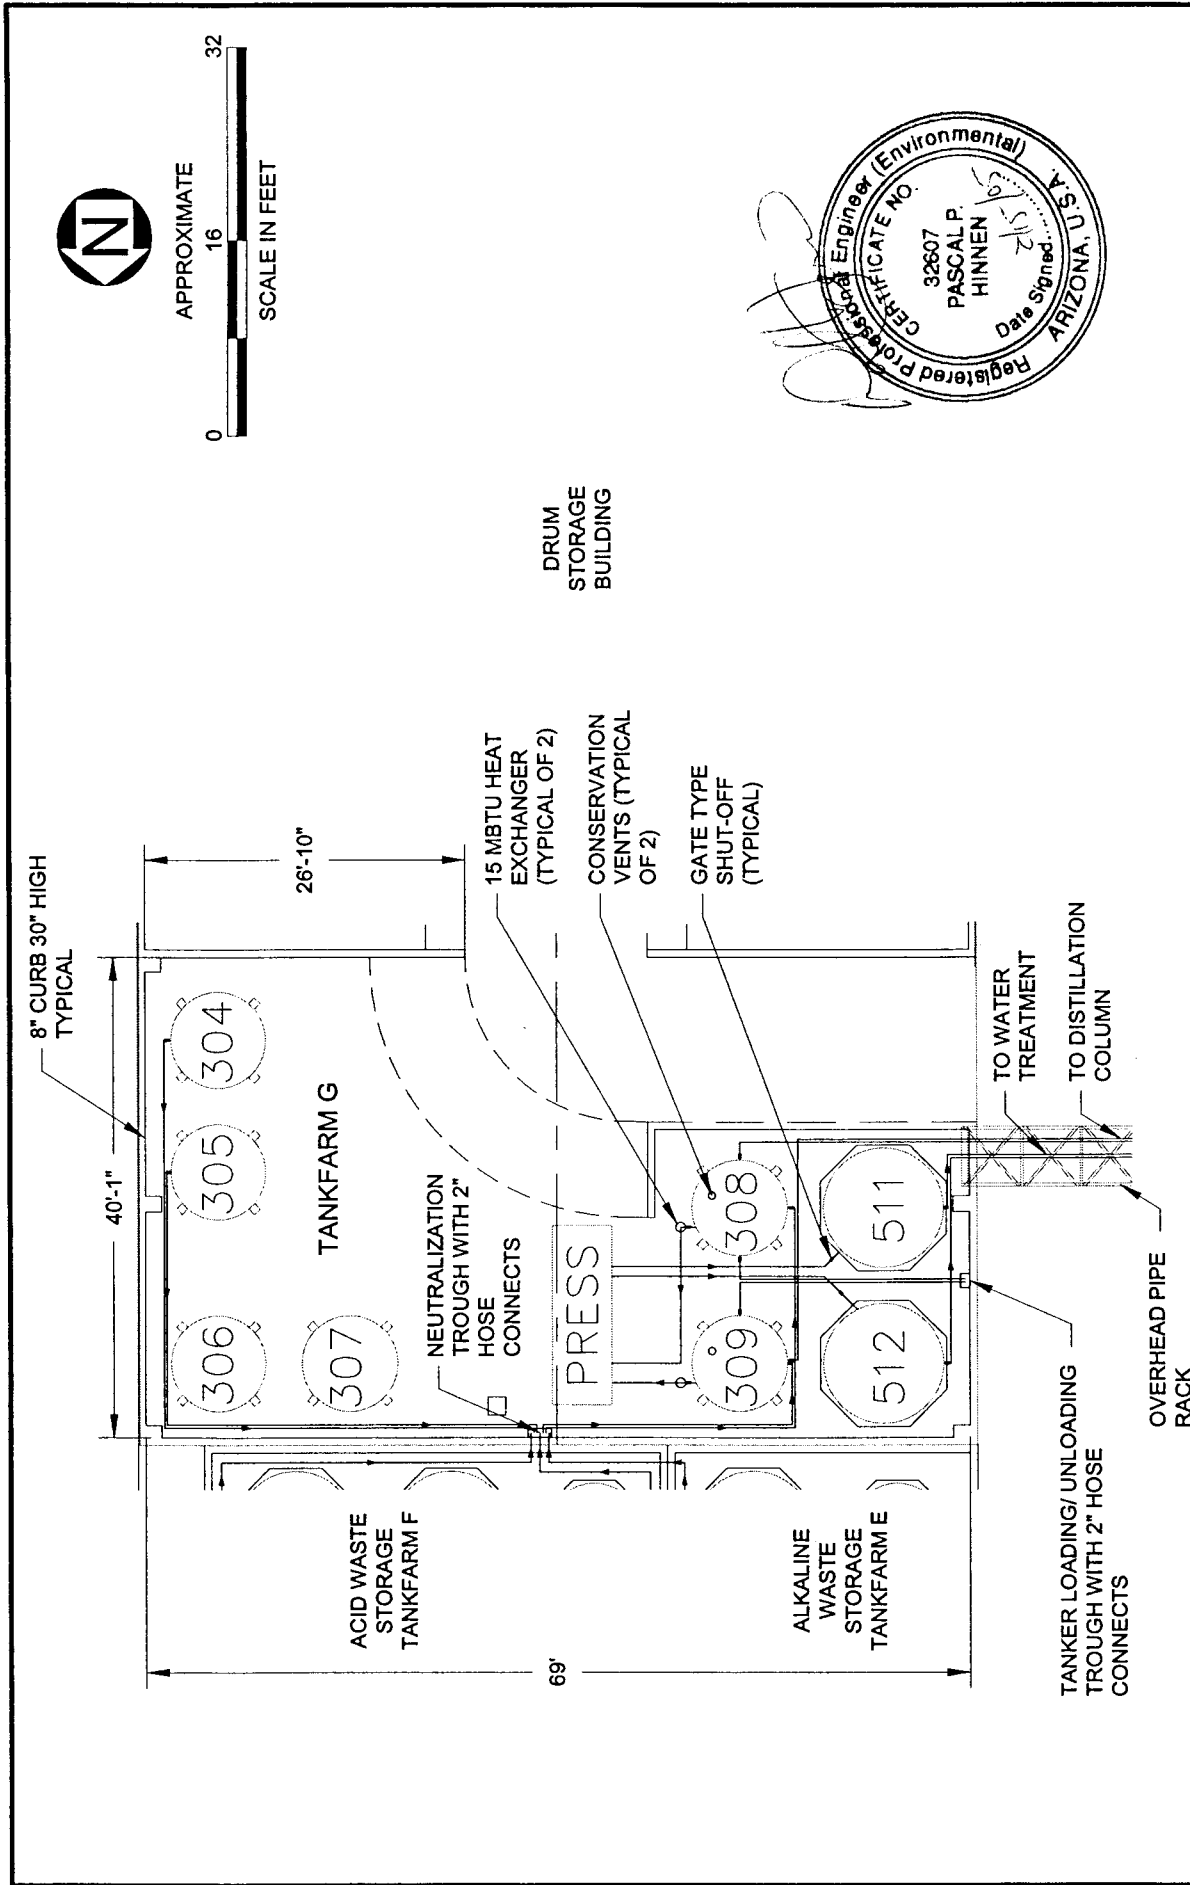 N
APPROXIMATE
0
16
32
SCALE IN FEET
8" CURB 30" HIGH
TYPICAL
40'-1"
26'-10"
304
305
306
307
TANKFARM G
NEUTRALIZATION
TROUGH WITH 2"
HOSE
CONNECTS
PRESS
308
309
511
512
15 MBTU HEAT
EXCHANGER
(TYPICAL OF 2)
CONSERVATION
VENTS (TYPICAL
OF 2)
GATE TYPE
SHUT-OFF
(TYPICAL)
DRUM
STORAGE
BUILDING
TO WATER
TREATMENT
TO DISTILLATION
COLUMN
OVERHEAD PIPE
RACK
ACID WASTE
STORAGE
TANKFARM F
ALKALINE
WASTE
STORAGE
TANKFARM E
69'
TANKER LOADING/ UNLOADING
TROUGH WITH 2" HOSE
CONNECTS
Registered Professional Engineer (Environmental)
CERTIFICATE NO.
32607
PASCAL P.
HINNEN
Date Signed
ARIZONA, U.S.A.